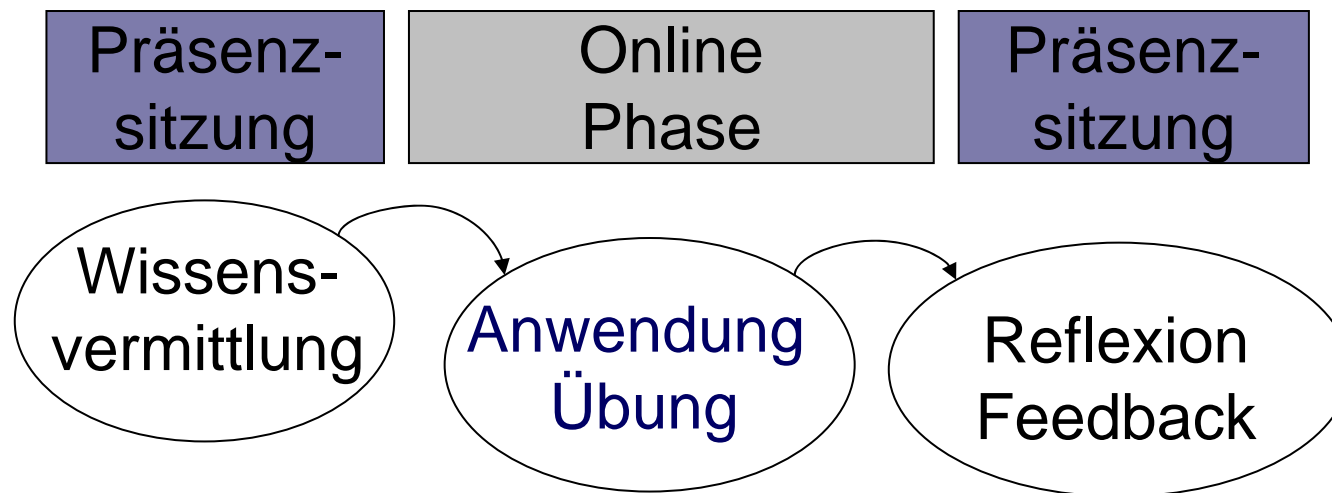 Präsenz-
sitzung
Online
Phase
Präsenz-
sitzung
Wissens-
vermittlung
Anwendung
Übung
Reflexion
Feedback